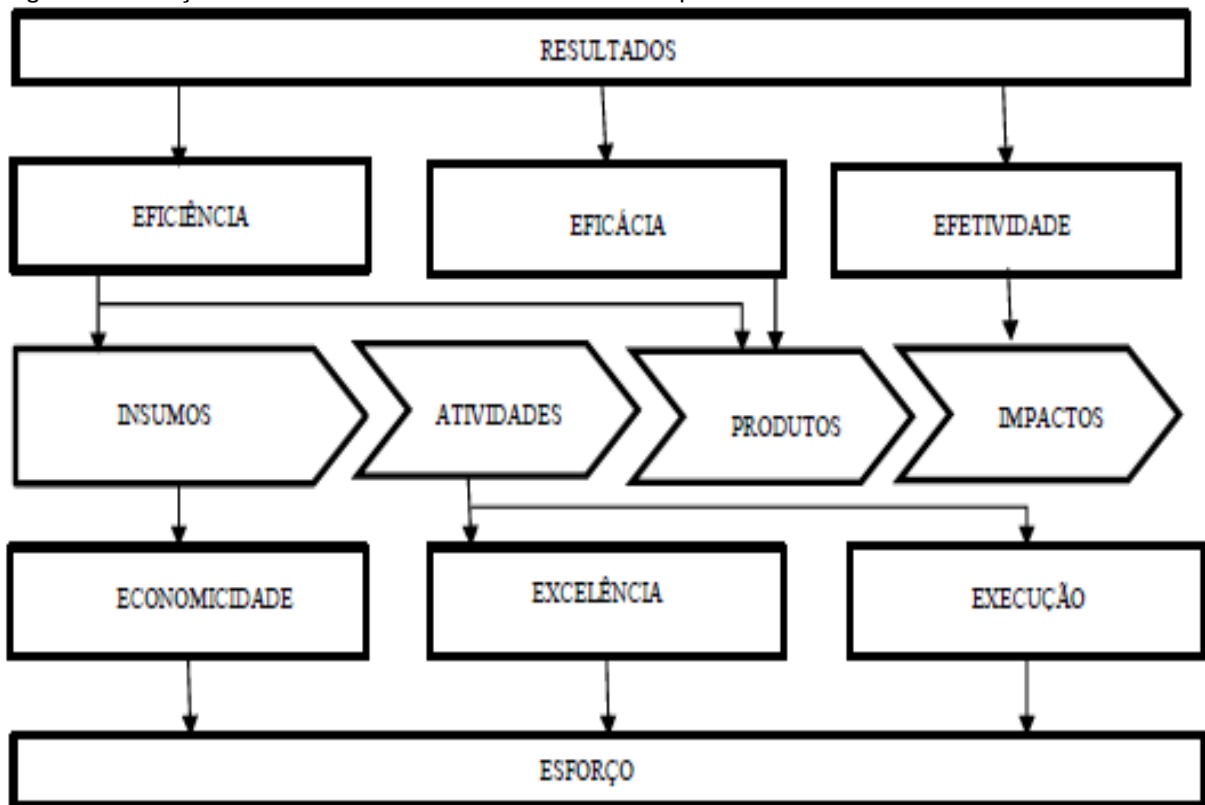 RESULTADOS
EFICIÊNCIA
EFICÁCIA
EFETIVIDADE
INSUMOS
ATIVIDADES
PRODUTOS
IMPACTOS
ECONOMICIDADE
EXCELÊNCIA
EXECUÇÃO
ESFORÇO